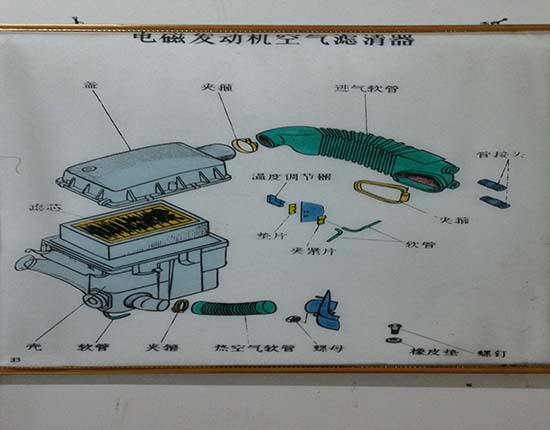 电磁发动机空气滤清器
盖
夹箍
进气软管
管接头
温度调节器
滤芯
夹箍
垫片
夹紧片
软管
壳
软管
夹箍
热空气软管
螺母
橡皮垫
螺钉
33